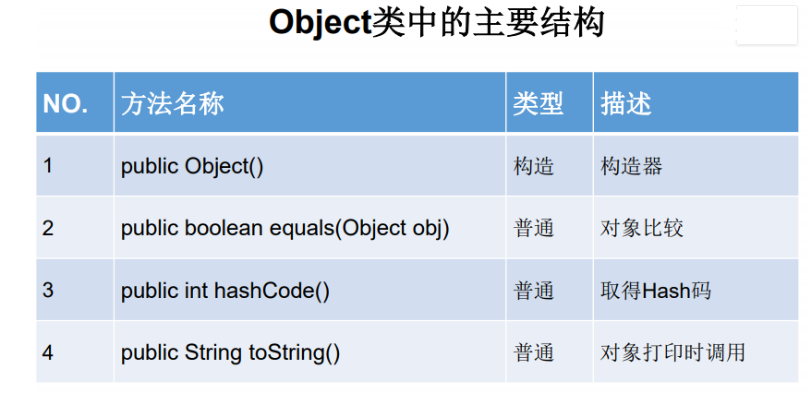 Object类中的主要结构
NO. 方法名称 类型 描述
1 public Object() 构造 构造器
2 public boolean equals(Object obj) 普通 对象比较
3 public int hashCode() 普通 取得Hash码
4 public String toString() 普通 对象打印时调用